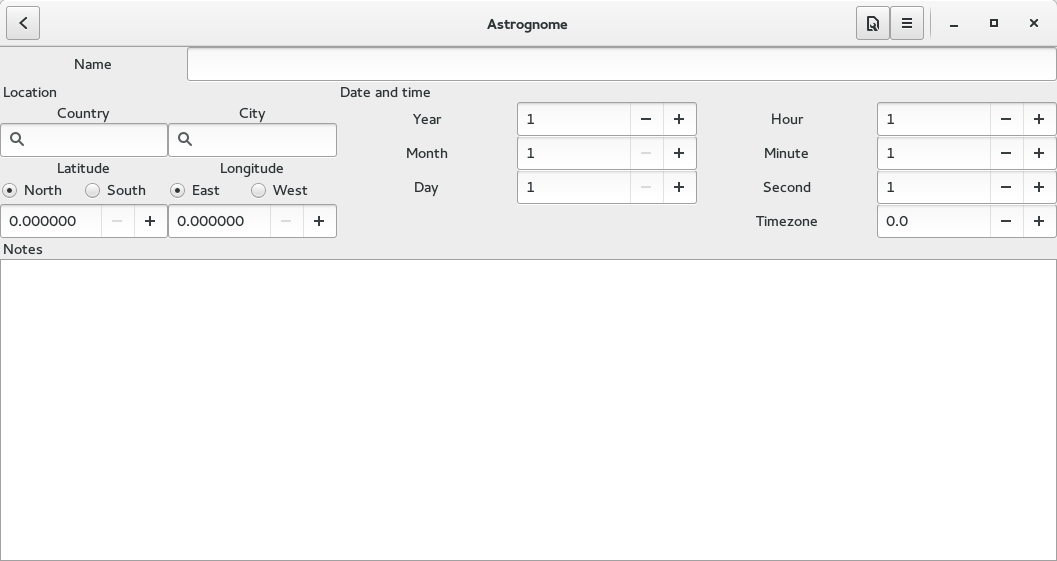 Astrognome
Name
Location Date and time
Country City
Year 1 Hour 1
Month 1 Minute 1
Latitude Longitude
North South East West
Day 1 Second 1
0.000000 0.000000
Timezone 0.0
Notes